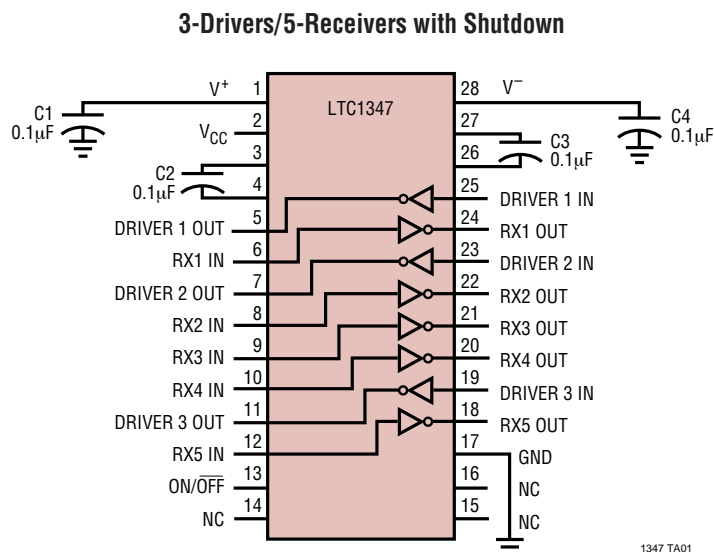 3-Drivers/5-Receivers with Shutdown
LTC1347
V+ 1
28 V–
C1
0.1µF
C4
0.1µF
VCC 2
27
C3
0.1µF
3
26
C2
0.1µF
4
25 DRIVER 1 IN
DRIVER 1 OUT 5
24 RX1 OUT
RX1 IN 6
23 DRIVER 2 IN
DRIVER 2 OUT 7
22 RX2 OUT
RX2 IN 8
21 RX3 OUT
RX3 IN 9
20 RX4 OUT
RX4 IN 10
19 DRIVER 3 IN
DRIVER 3 OUT 11
18 RX5 OUT
RX5 IN 12
17 GND
ON/OFF 13
16 NC
NC 14
15 NC
1347 TA01